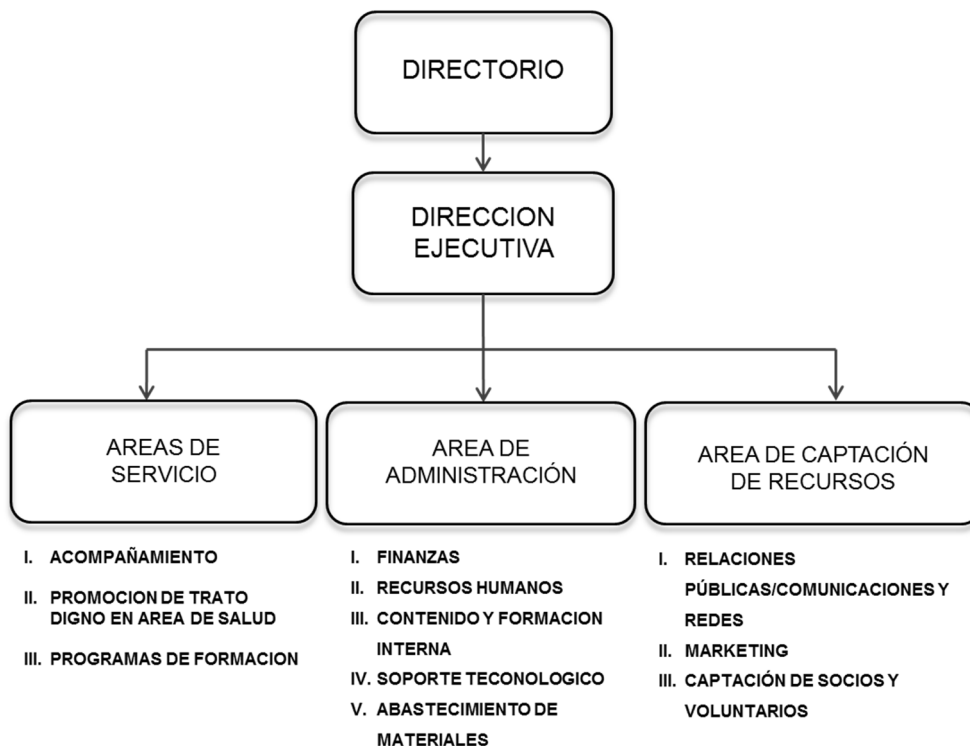 DIRECTORIO
DIRECCION
EJECUTIVA
AREAS DE
SERVICIO
I. ACOMPAÑAMIENTO
II. PROMOCION DE TRATO
DIGNO EN AREA DE SALUD
III. PROGRAMAS DE FORMACION
AREA DE
ADMINISTRACIÓN
I. FINANZAS
II. RECURSOS HUMANOS
III. CONTENIDO Y FORMACION
INTERNA
IV. SOPORTE TECONOLOGICO
V. ABASTECIMIENTO DE
MATERIALES
AREA DE CAPTACIÓN
DE RECURSOS
I. RELACIONES
PÚBLICAS/COMUNICACIONES Y
REDES
II. MARKETING
III. CAPTACIÓN DE SOCIOS Y
VOLUNTARIOS